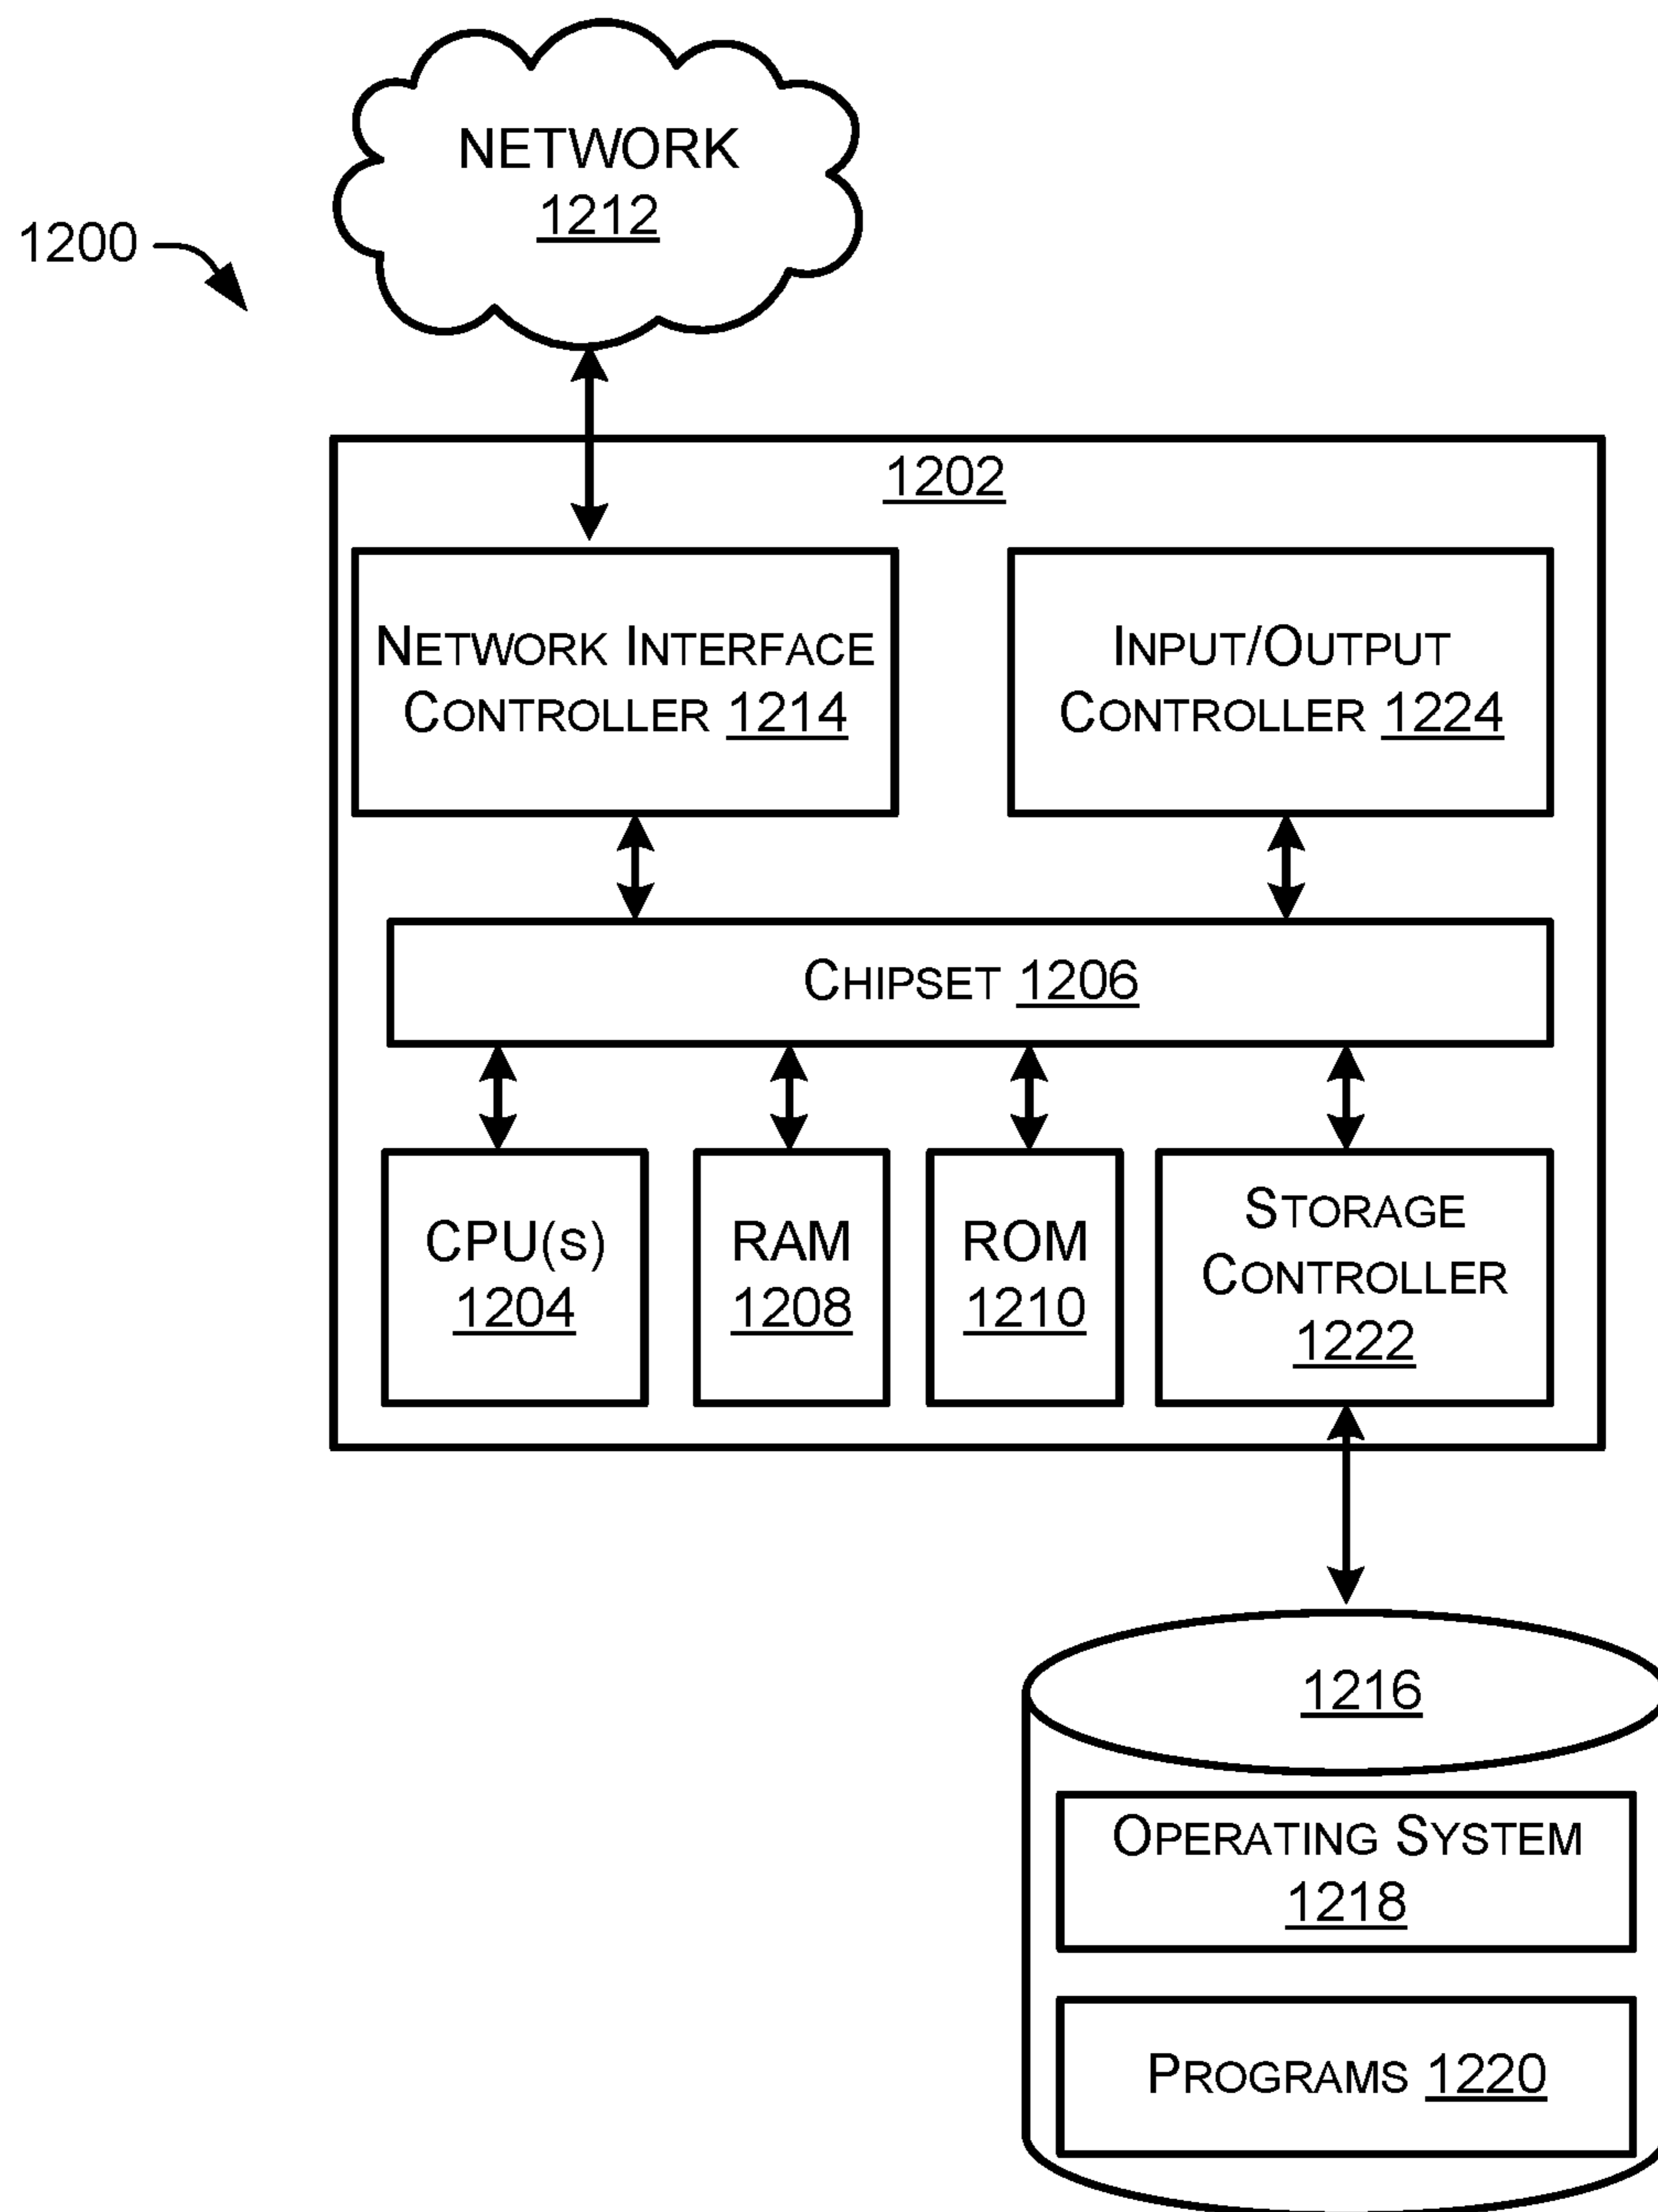 NETWORK
1212
1200
1202
NETWORK INTERFACE
CONTROLLER 1214
INPUT/OUTPUT
CONTROLLER 1224
CHIPSET 1206
CPU(S)
1204
RAM
1208
ROM
1210
STORAGE
CONTROLLER
1222
1216
OPERATING SYSTEM
1218
PROGRAMS 1220